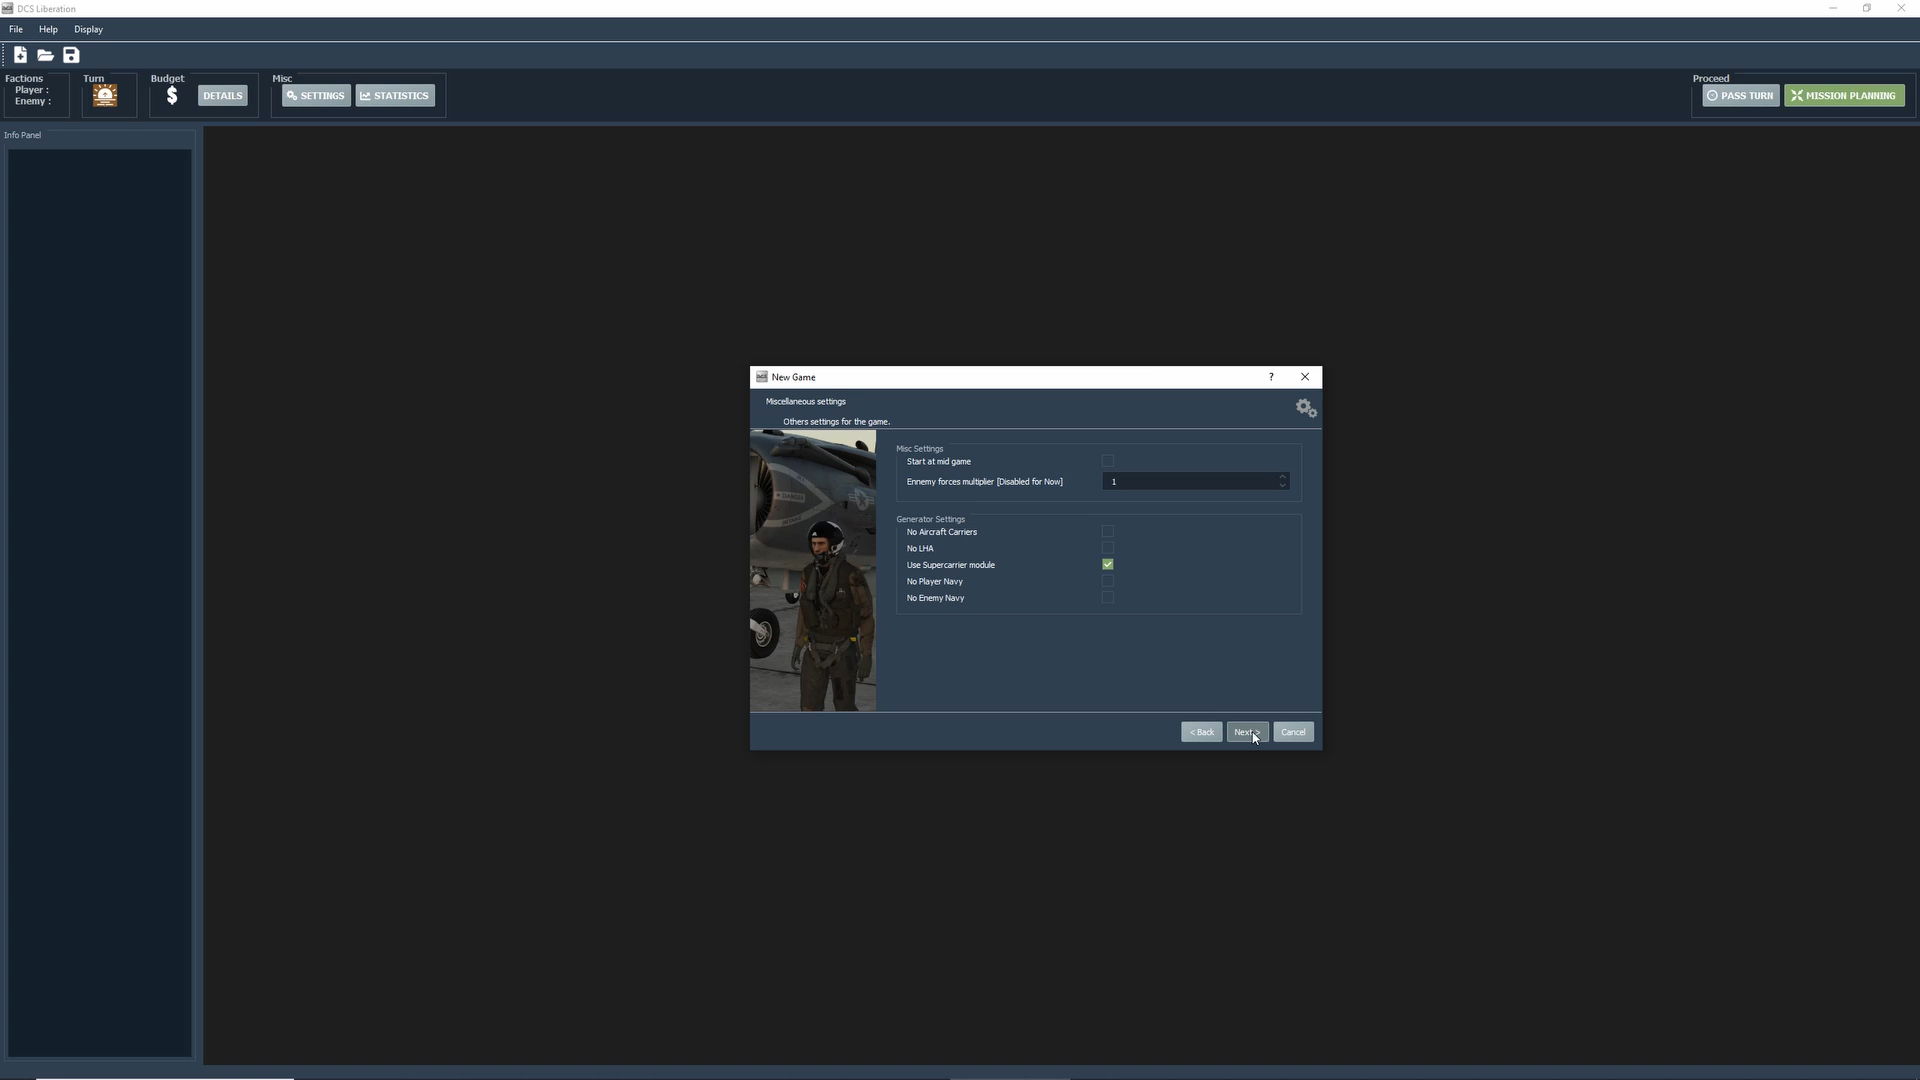 DCS Liberation
File Help Display
Factions Turn Budget Misc Proceed
Player :
Enemy :
$ DETAILS SETTINGS STATISTICS PASS TURN MISSION PLANNING
Info Panel
New Game ?
Miscellaneous settings
Others settings for the game.
Misc Settings
Start at mid game
Ennemy forces multiplier [Disabled for Now] 1
Generator Settings
No Aircraft Carriers
No LHA
Use Supercarrier module
No Player Navy
No Enemy Navy
< Back Next > Cancel